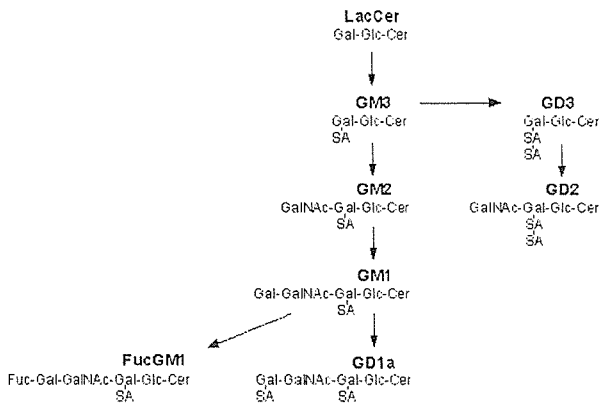 LacCer
Gal-Glc-Cer
GM3
GD3
Gal-Glc-Cer
Gal-Glc-Cer
SA
SA
SA
GM2
GD2
GalNAc-Gal-Glc-Cer
GalNAc-Gal-Glc-Cer
SA
SA
SA
GM1
Gal-GalNAc-Gal-Glc-Cer
SA
FucGM1
GD1a
Fuc-Gal-GalNAc-Gal-Glc-Cer
Gal-GalNAc-Gal-Glc-Cer
SA
SA
SA